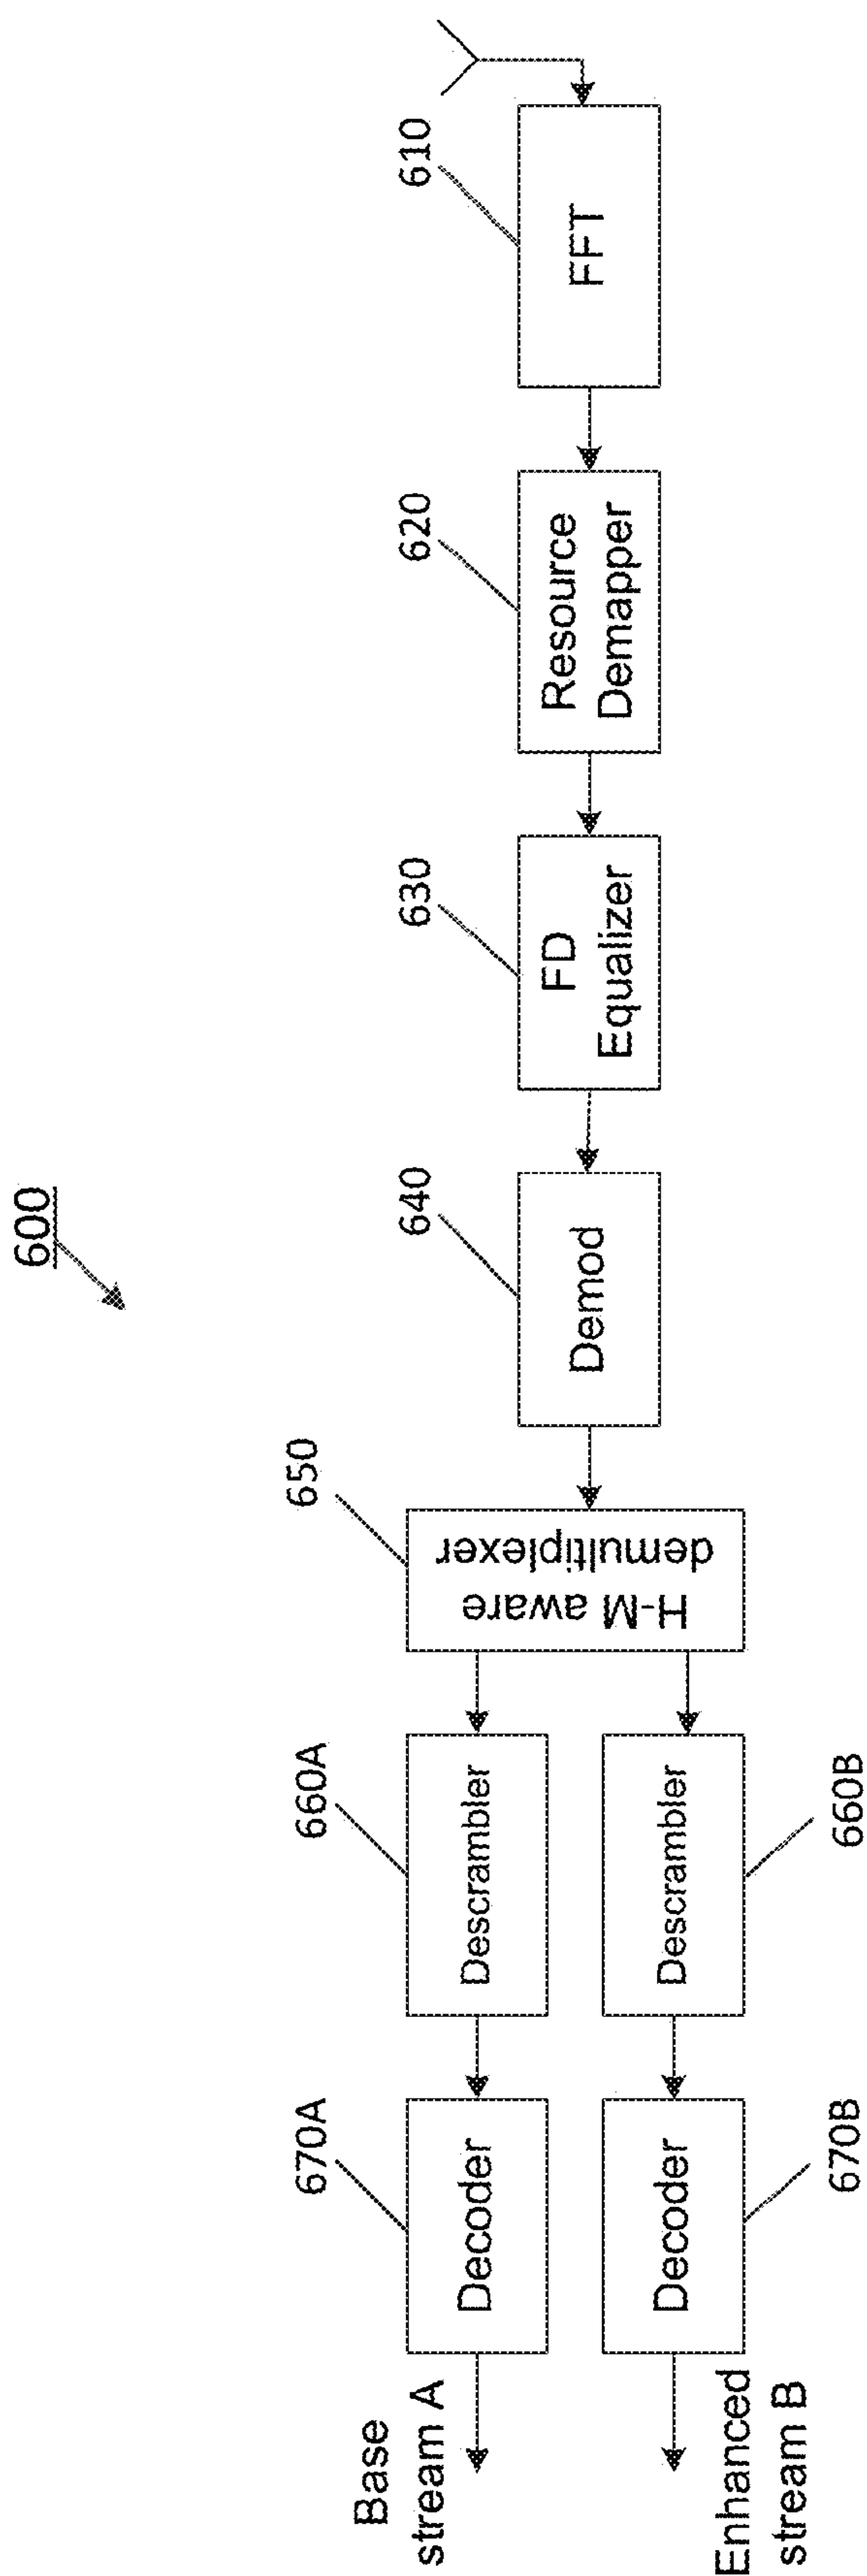 600
610
FFT
620
Resource
Demapper
630
FD
Equalizer
640
Demod
650
H-M aware
demultiplexer
660A
Descrambler
660B
Descrambler
670A
Decoder
670B
Decoder
Base
stream A
Enhanced
stream B